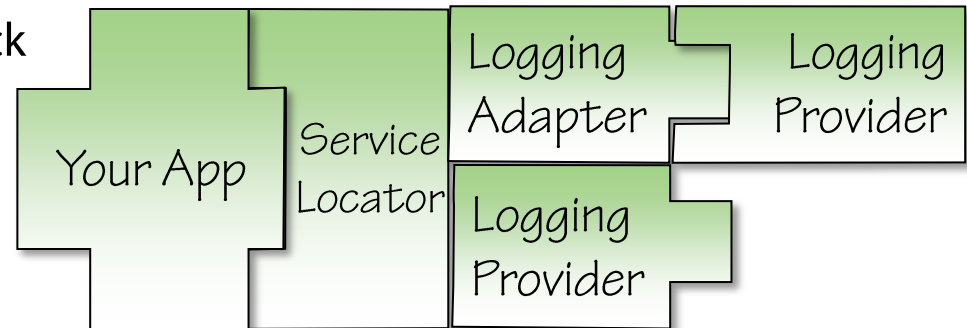 Your App
Service
Locator
Logging
Adapter
Logging
Provider
Logging
Provider